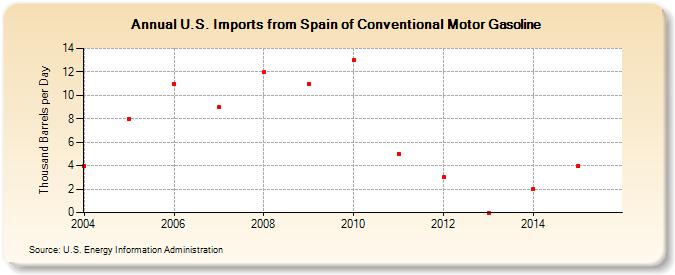 Annual U.S. Imports from Spain of Conventional Motor Gasoline
Thousand Barrels per Day
14
12
10
8
6
4
2
0
2004 2006 2008 2010 2012 2014
Source: U.S. Energy Information Administration